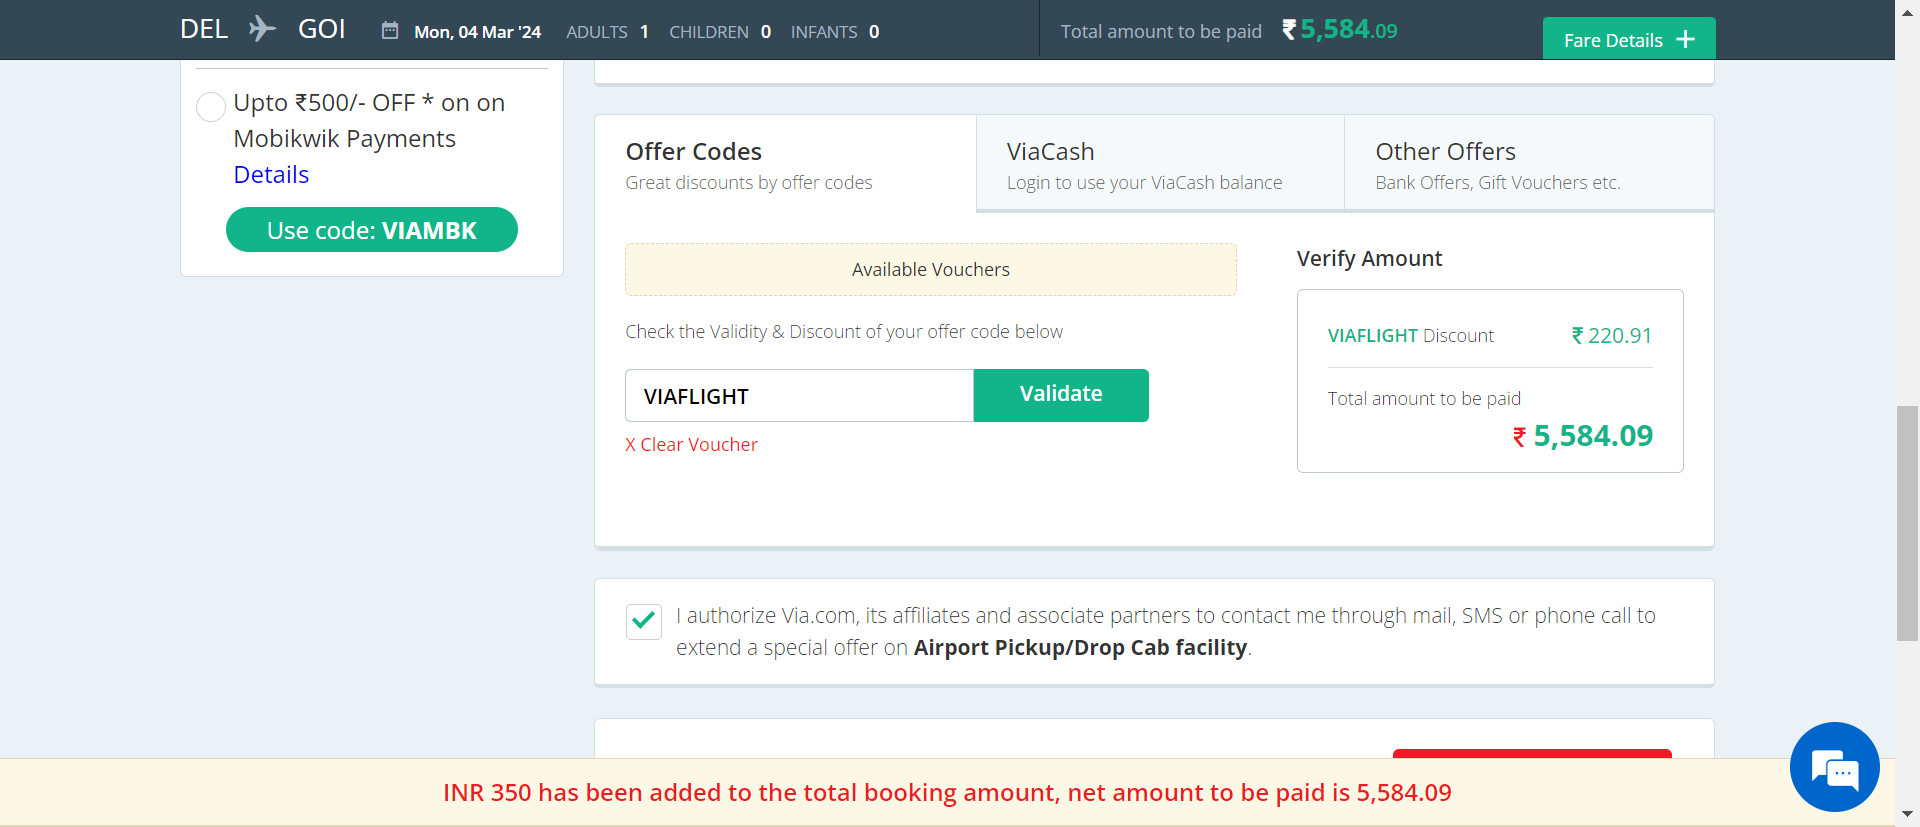 DEL GOI Mon, 04 Mar '24 ADULTS 1 CHILDREN 0 INFANTS 0 Total amount to be paid ₹5,584.09 Fare Details +
Upto ₹500/- OFF * on on
Mobikwik Payments
Details
Use code: VIAMBK
Offer Codes
Great discounts by offer codes
ViaCash
Login to use your ViaCash balance
Other Offers
Bank Offers, Gift Vouchers etc.
Available Vouchers
Check the Validity & Discount of your offer code below
VIAFLIGHT Validate
X Clear Voucher
Verify Amount
VIAFLIGHT Discount ₹ 220.91
Total amount to be paid
₹ 5,584.09
I authorize Via.com, its affiliates and associate partners to contact me through mail, SMS or phone call to
extend a special offer on Airport Pickup/Drop Cab facility.
INR 350 has been added to the total booking amount, net amount to be paid is 5,584.09